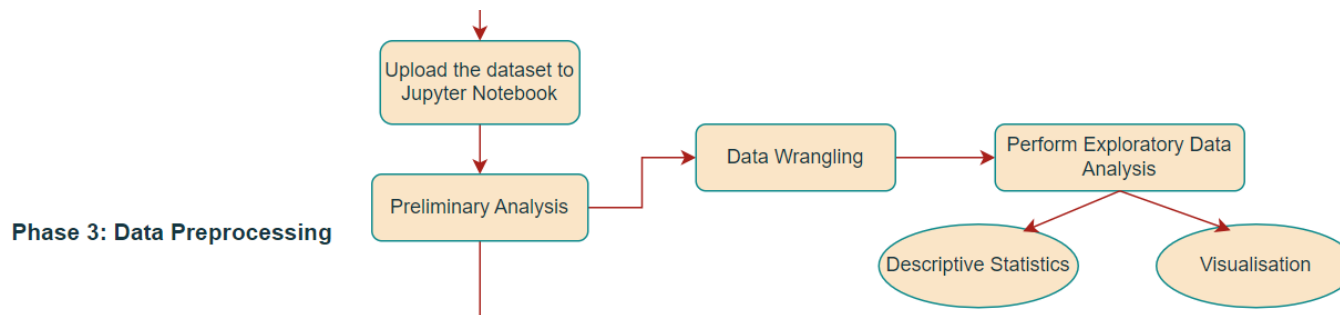 Upload the dataset to
Jupyter Notebook
Data Wrangling
Perform Exploratory Data
Analysis
Preliminary Analysis
Phase 3: Data Preprocessing
Descriptive Statistics
Visualisation